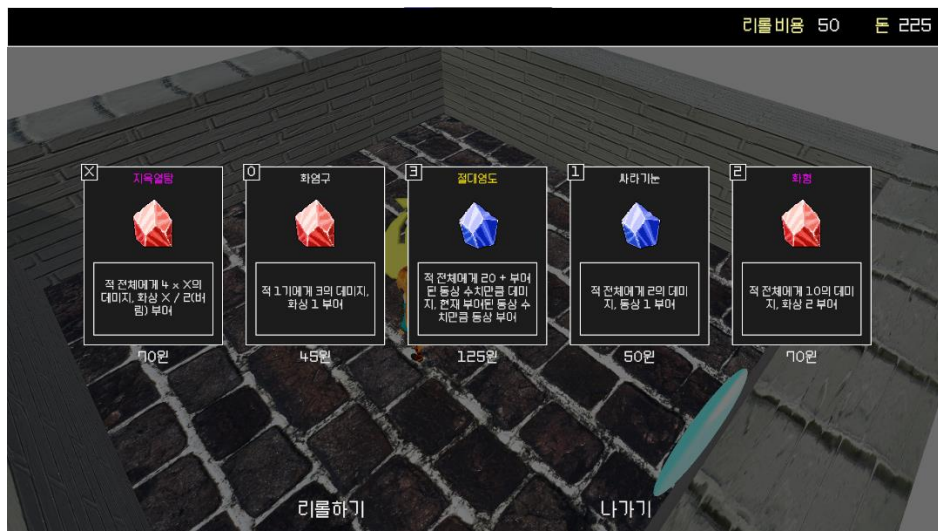 리롤비용 50 돈 225
X
지옥열탕
적 전체에게 4 x X의
데미지, 화상 X / 2(버
림) 부여
70원
0
화염구
적 1기에게 3의 데미지,
화상 1 부여
45원
3
절대영도
적 전체에게 20 + 부여
된 동상 수치만큼 데미
지, 현재 부여된 동상 수
치만큼 동상 부여
125원
1
싸라기눈
적 전체에게 2의 데미
지, 동상 1 부여
50원
2
화형
적 전체에게 10의 데미
지, 화상 2 부여
70원
리롤하기
나가기